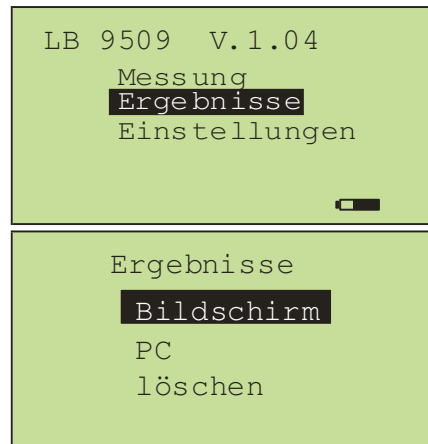 LB 9509 V.1.04
Messung
Ergebnisse
Einstellungen
Ergebnisse
Bildschirm
PC
löschen